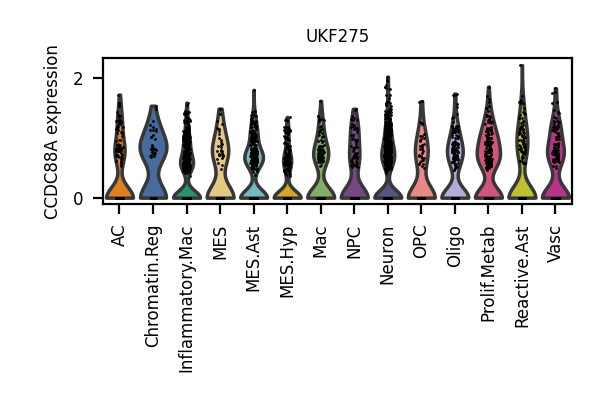 UKF275
CCDC88A expression
2
0
AC
Chromatin.Reg
Inflammatory.Mac
MES
MES.Ast
MES.Hyp
Mac
NPC
Neuron
OPC
Oligo
Prolif.Metab
Reactive.Ast
Vasc